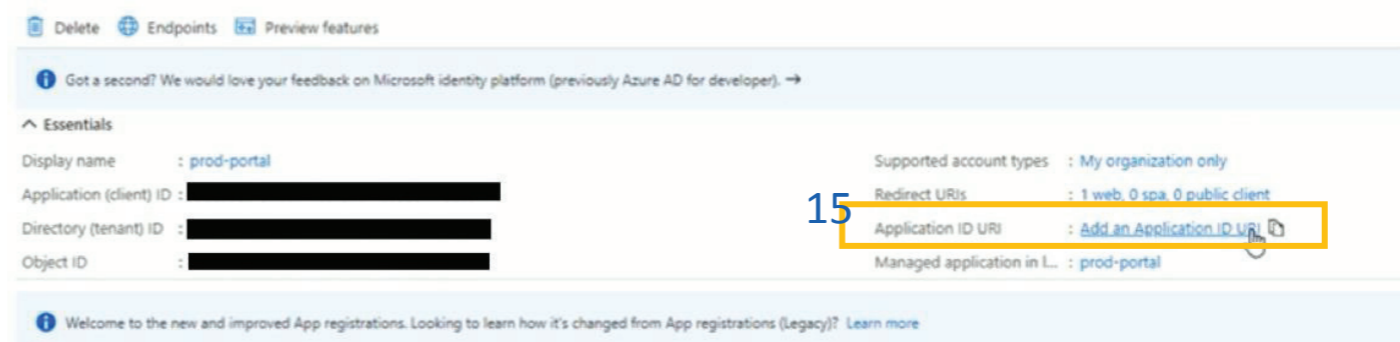 Delete Endpoints Preview features
Got a second? We would love your feedback on Microsoft identity platform (previously Azure AD for developer). →
Essentials
Display name : prod-portal
Application (client) ID :
Directory (tenant) ID :
Object ID :
Supported account types : My organization only
Redirect URIs : 1 web, 0 spa, 0 public client
15
Application ID URI : Add an Application ID URI
Managed application in l... : prod-portal
Welcome to the new and improved App registrations. Looking to learn how it's changed from App registrations (Legacy)? Learn more